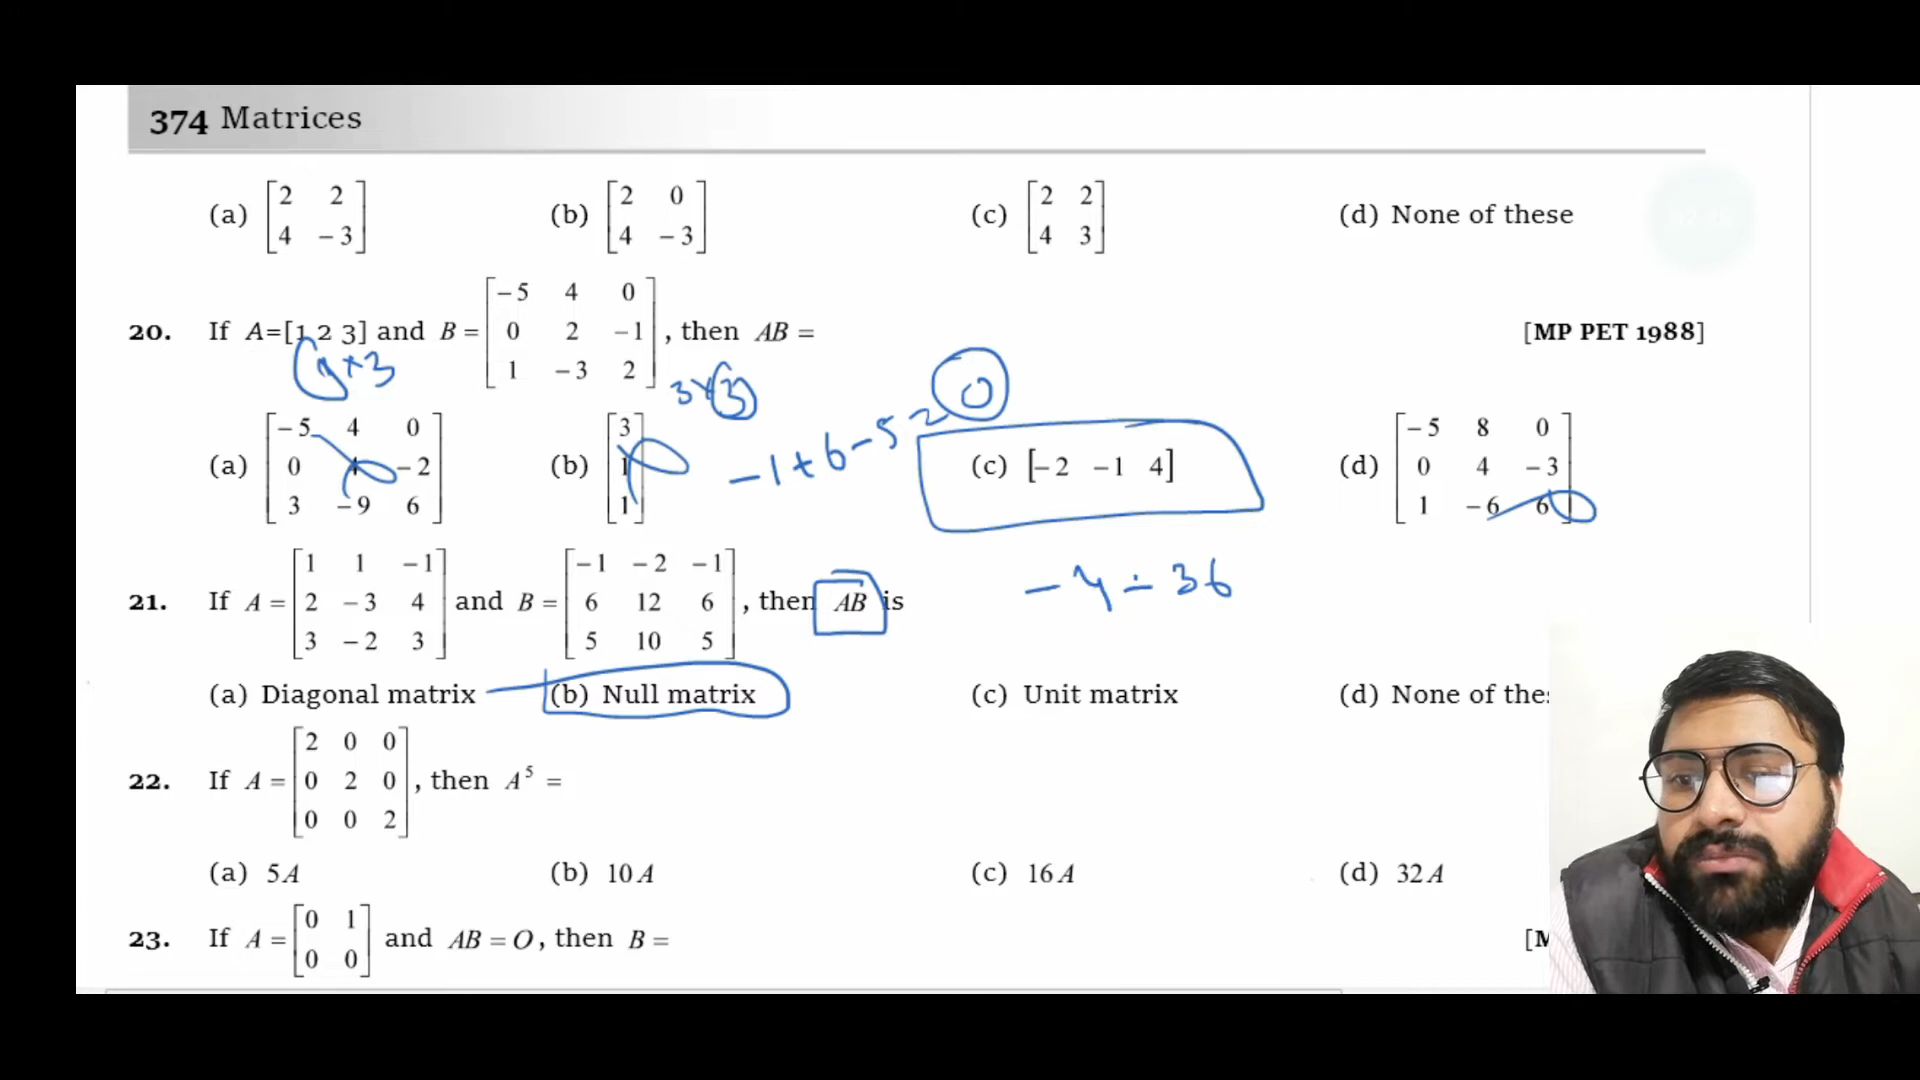 374 Matrices
(a) [2 2 (b) [2 0 (c) [2 2 (d) None of these
4 -3] 4 -3] 4 3]
-5 4 0
20. If A=[1 2 3] and B = 0 2 -1 , then AB = [MP PET 1988]
1 -3 2
3×3
0
-5 4 0 3 -1+6-5= -5 8 0
(a) 0 4 -2 (b) 1 (c) [-2 -1 4] (d) 0 4 -3
3 -9 6 1 1 -6 6
1 1 -1 -1 -2 -1
21. If A = 2 -3 4 and B = 6 12 6 , then AB is
3 -2 3 5 10 5
(a) Diagonal matrix (b) Null matrix (c) Unit matrix (d) None of the
2 0 0
22. If A = 0 2 0 , then A⁵ =
0 0 2
(a) 5A (b) 10A (c) 16A (d) 32A
0 1
23. If A = and AB = O, then B = [M
0 0